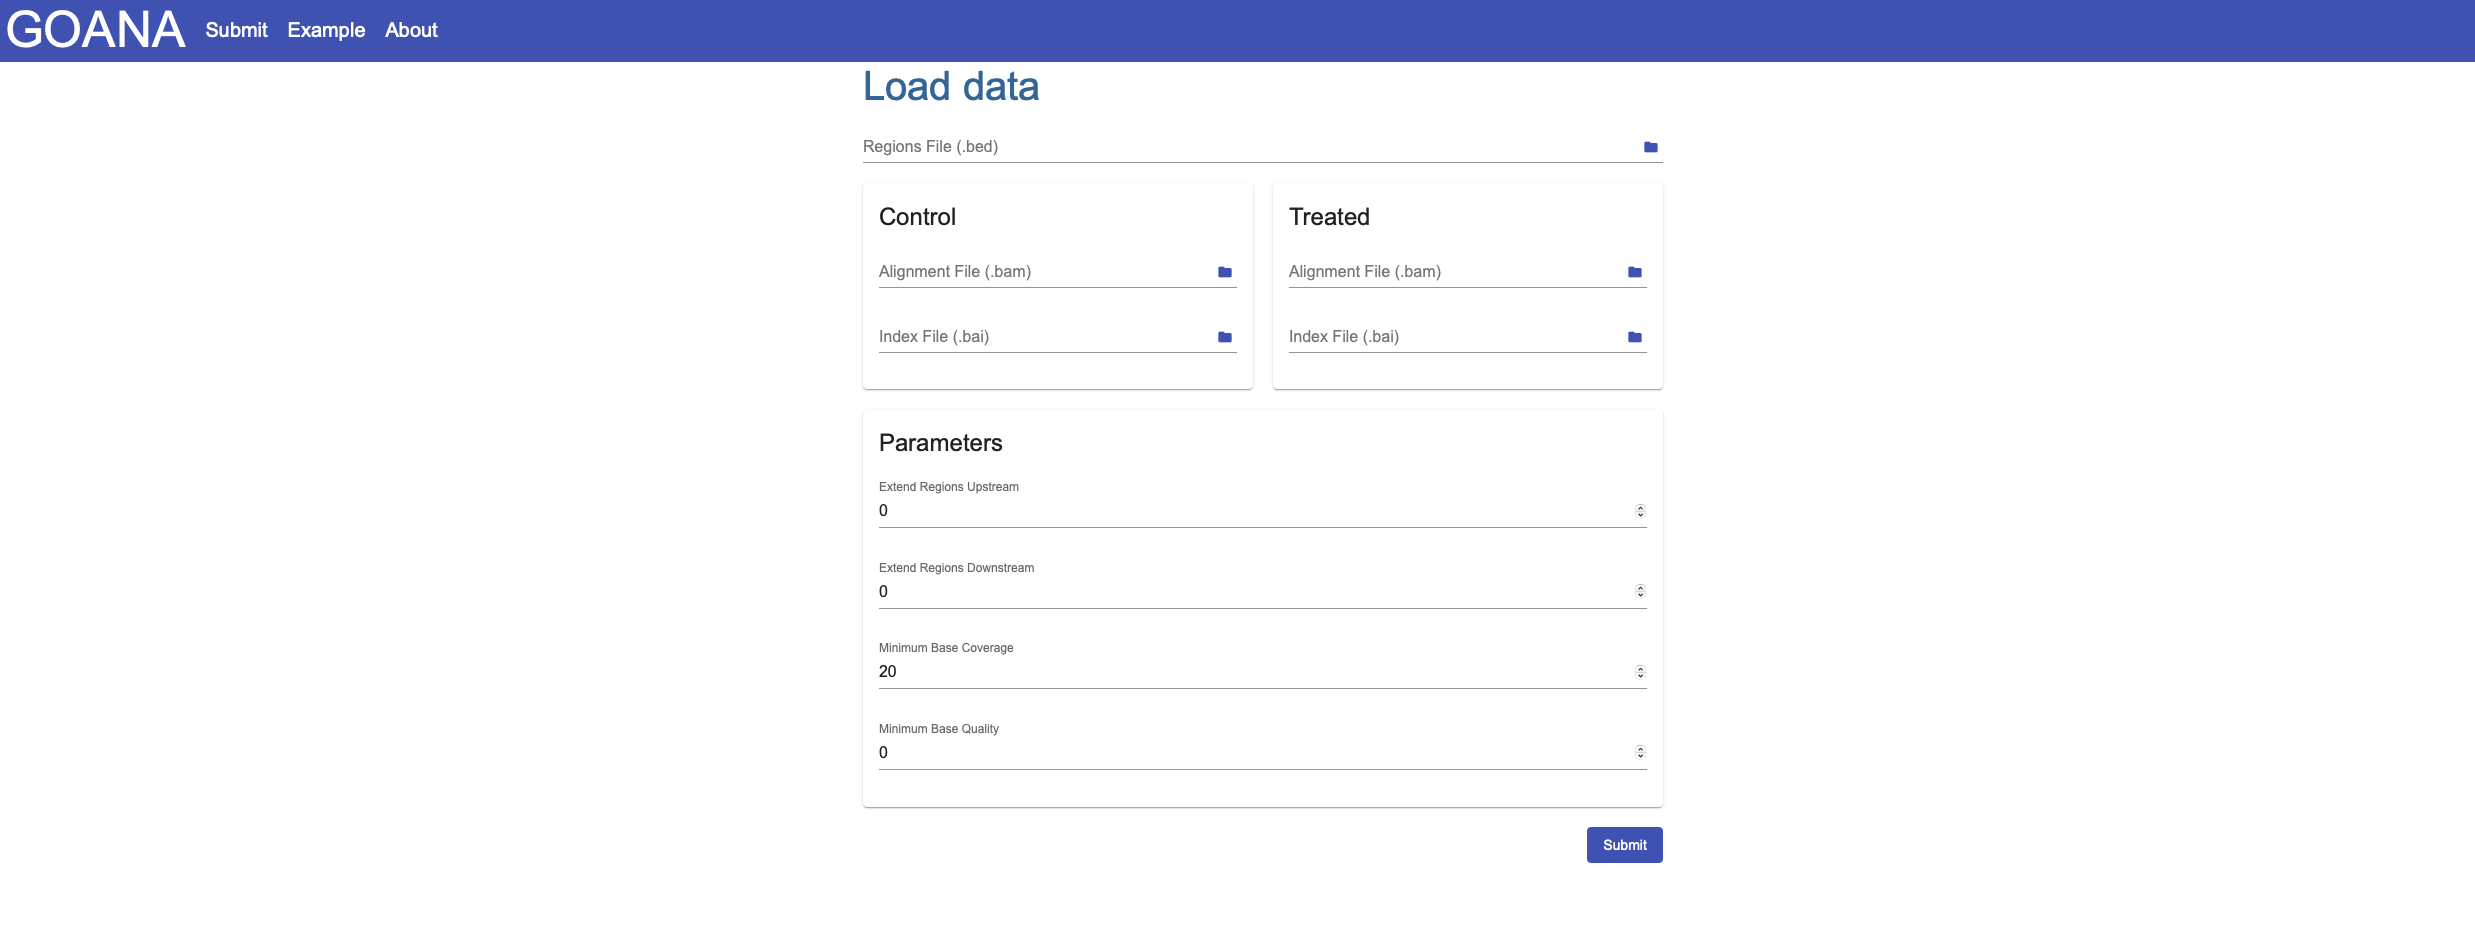 GOANA Submit Example About
Load data
Regions File (.bed)
Control
Alignment File (.bam)
Index File (.bai)
Treated
Alignment File (.bam)
Index File (.bai)
Parameters
Extend Regions Upstream
0
Extend Regions Downstream
0
Minimum Base Coverage
20
Minimum Base Quality
0
Submit